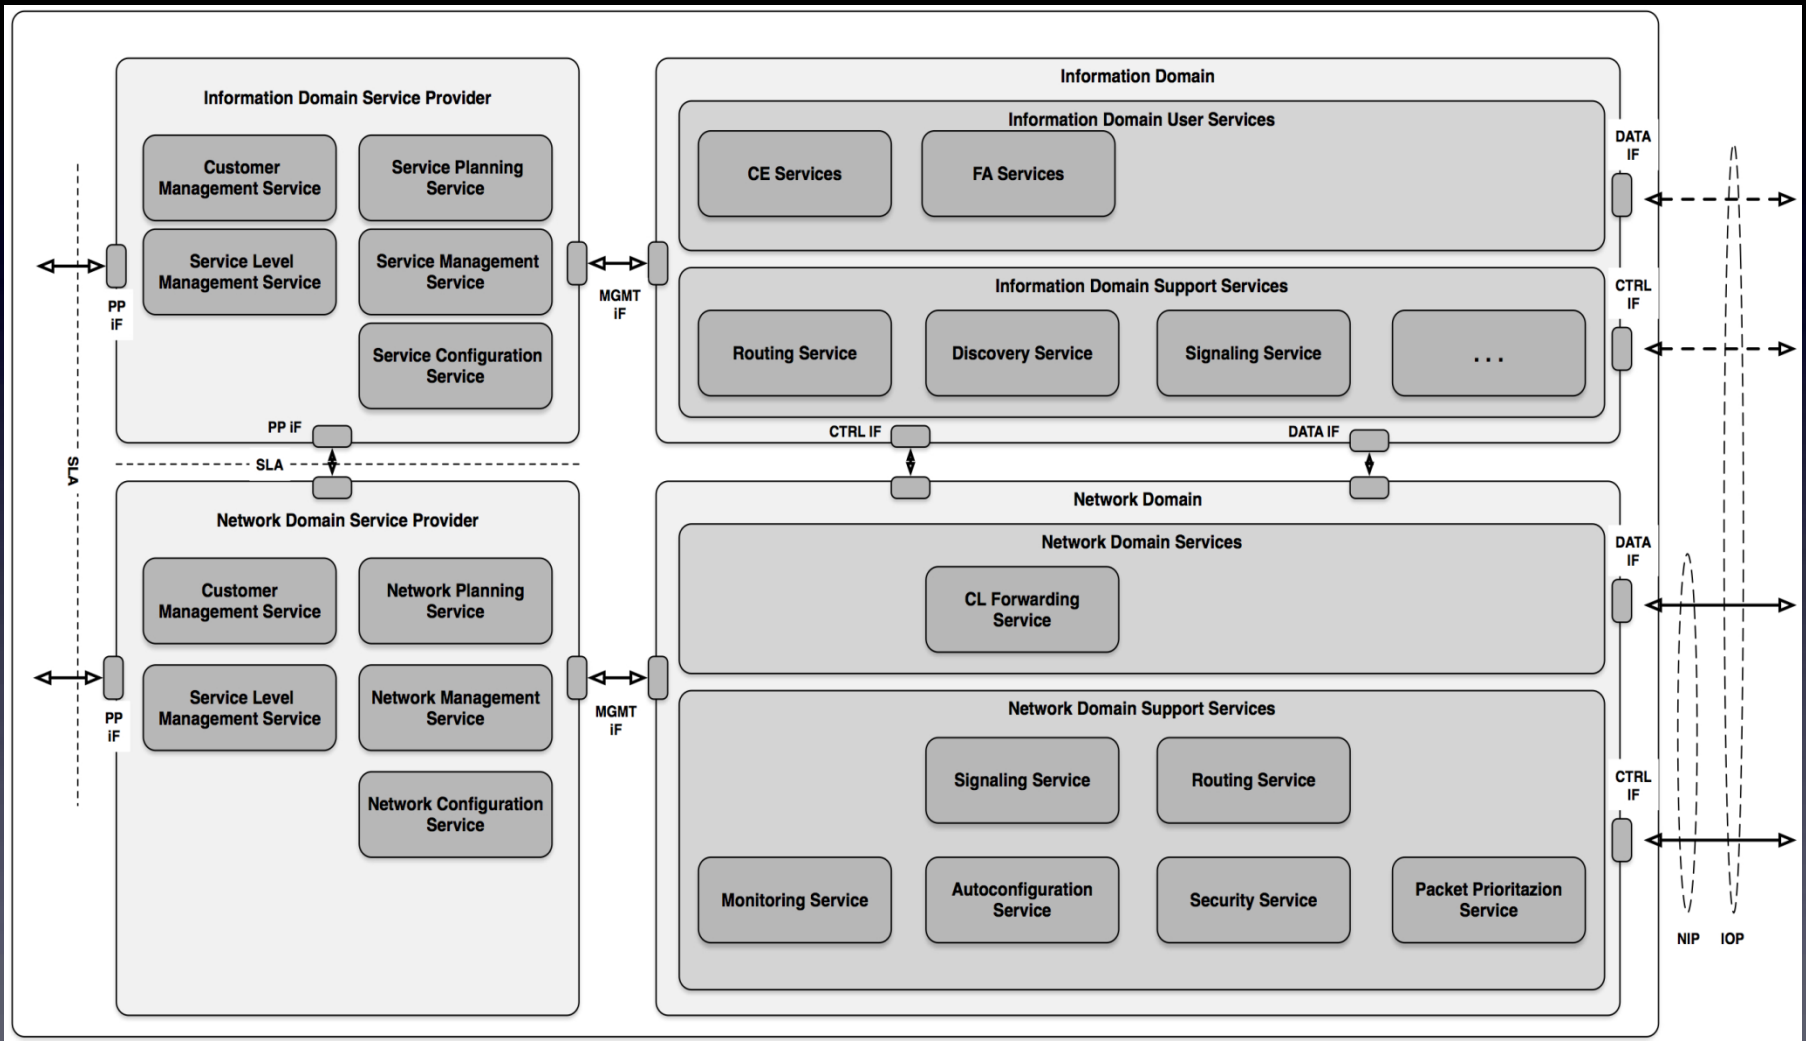 Information Domain Service Provider
Customer
Management Service
Service Planning
Service
Service Level
Management Service
Service Management
Service
Service Configuration
Service
PP
iF
MGMT
iF
PP iF
SLA
SLA
Information Domain
Information Domain User Services
CE Services
FA Services
DATA
IF
Information Domain Support Services
Routing Service
Discovery Service
Signaling Service
. . .
CTRL
IF
CTRL IF
DATA IF
Network Domain Service Provider
Customer
Management Service
Network Planning
Service
Service Level
Management Service
Network Management
Service
Network Configuration
Service
PP
iF
MGMT
iF
Network Domain
Network Domain Services
CL Forwarding
Service
DATA
IF
Network Domain Support Services
Signaling Service
Routing Service
Monitoring Service
Autoconfiguration
Service
Security Service
Packet Prioritazion
Service
CTRL
IF
NIP
IOP